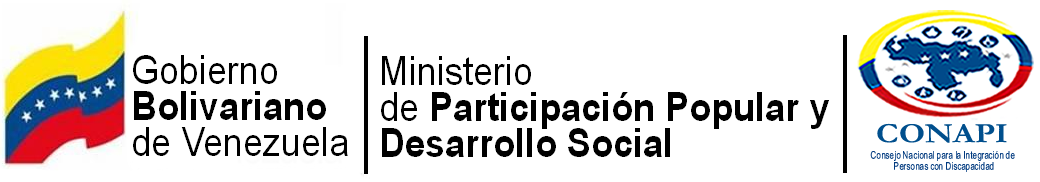 Gobierno
Bolivariano
de Venezuela
Ministerio
de Participación Popular y
Desarrollo Social
CONAPI
Consejo Nacional para la Integración de
Personas con Discapacidad